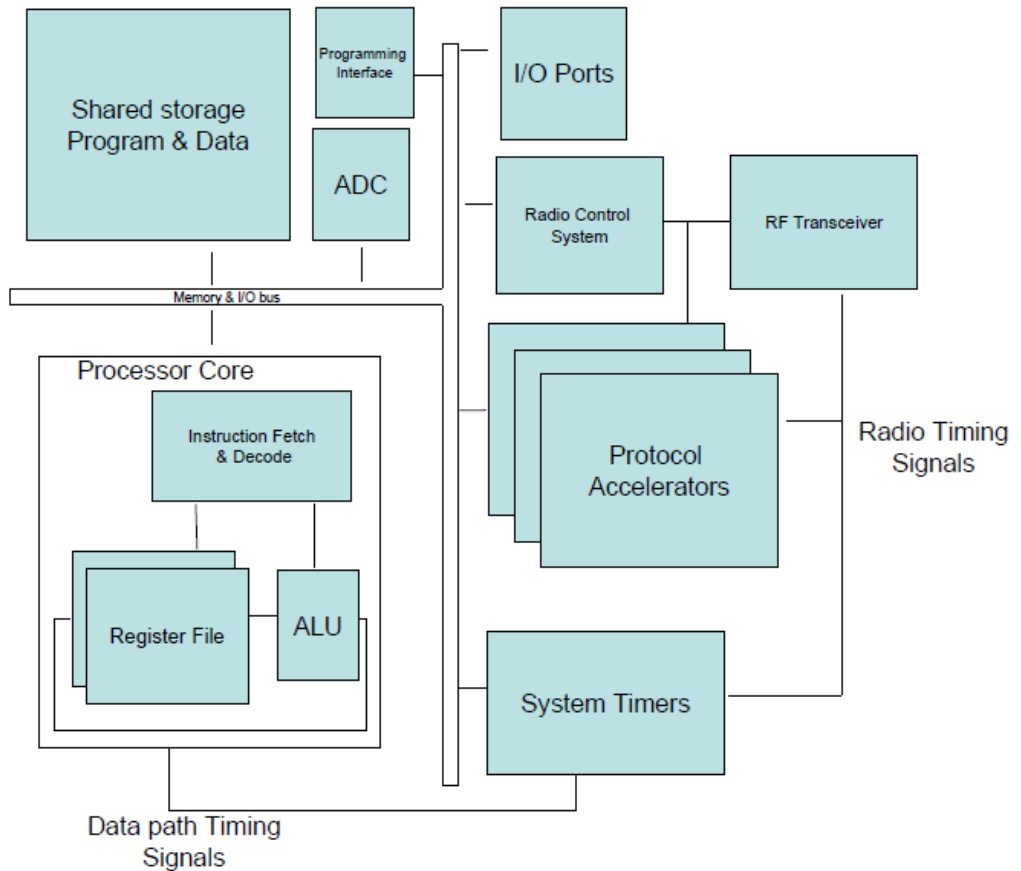 Shared storage
Program & Data
Programming
Interface
ADC
I/O Ports
Radio Control
System
RF Transceiver
Memory & I/O bus
Processor Core
Instruction Fetch
& Decode
Register File
ALU
Protocol
Accelerators
Radio Timing
Signals
System Timers
Data path Timing
Signals